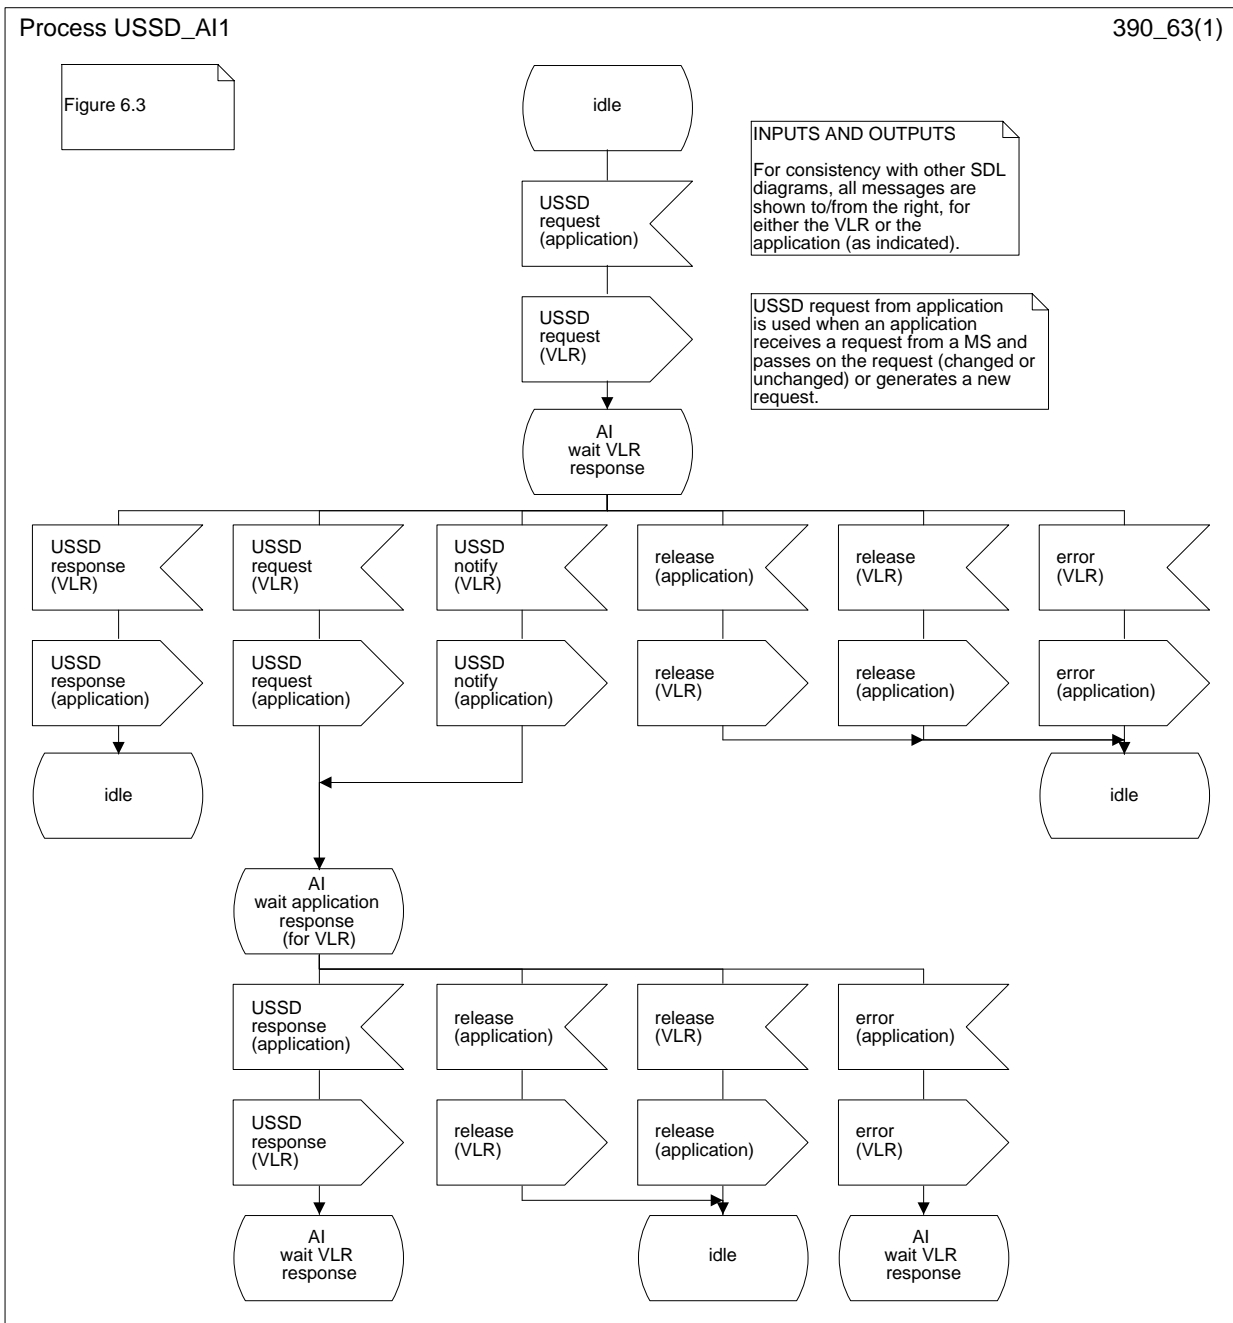 Process USSD_AI1
390_63(1)
Figure 6.3
idle
INPUTS AND OUTPUTS
For consistency with other SDL
diagrams, all messages are
shown to/from the right, for
either the VLR or the
application (as indicated).
USSD
request
(application)
USSD
request
(VLR)
USSD request from application
is used when an application
receives a request from a MS and
passes on the request (changed or
unchanged) or generates a new
request.
AI
wait VLR
response
USSD
response
(VLR)
USSD
request
(VLR)
USSD
notify
(VLR)
release
(application)
release
(VLR)
error
(VLR)
USSD
response
(application)
USSD
request
(application)
USSD
notify
(application)
release
(VLR)
release
(application)
error
(application)
idle
idle
AI
wait application
response
(for VLR)
USSD
response
(application)
release
(application)
release
(VLR)
error
(application)
USSD
response
(VLR)
release
(VLR)
release
(application)
error
(VLR)
AI
wait VLR
response
idle
AI
wait VLR
response